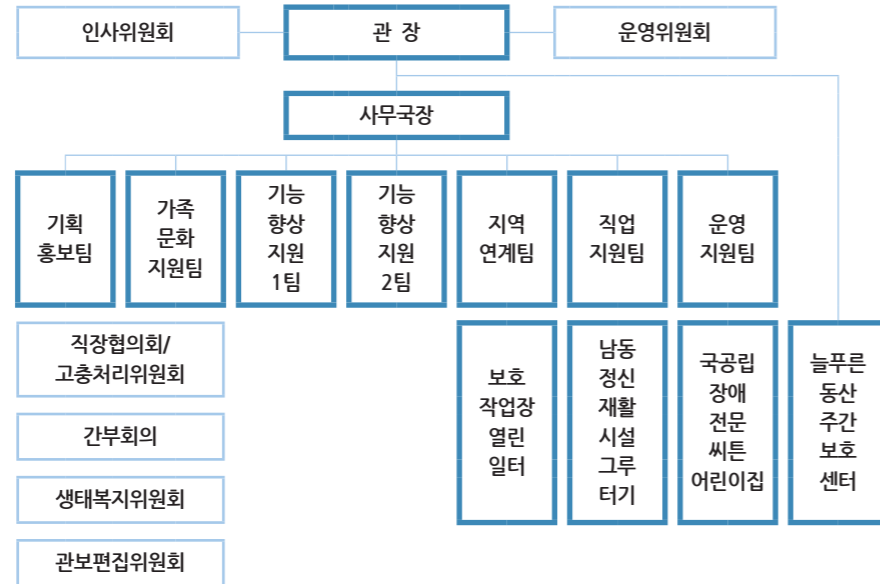 인사위원회
관 장
운영위원회
사무국장
기획
홍보팀
가족
문화
지원팀
기능
향상
지원
1팀
기능
향상
지원
2팀
지역
연계팀
직업
지원팀
운영
지원팀
직장협의회/
고충처리위원회
간부회의
생태복지위원회
관보편집위원회
보호
작업장
열린
일터
남동
정신
재활
시설
그루
터기
국공립
장애
전문
씨튼
어린이집
늘푸른
동산
주간
보호
센터